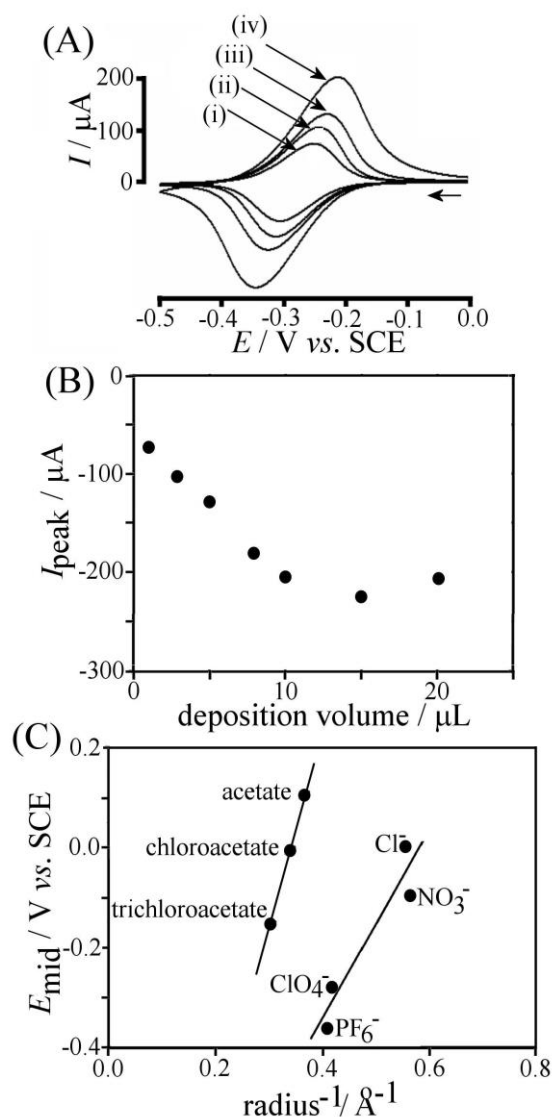 (A)
(iv)
(iii)
(ii)
(i)
I / µA
200
100
0
-0.5 -0.4 -0.3 -0.2 -0.1 0.0
E / V vs. SCE
(B)
I peak / µA
0
-100
-200
-300
0 10 20
deposition volume / µL
(C)
E mid / V vs. SCE
0.2
0.0
-0.2
-0.4
acetate
chloroacetate
trichloroacetate
Cl-
NO3-
ClO4-
PF6-
0.0 0.2 0.4 0.6 0.8
radius-1/ Å-1